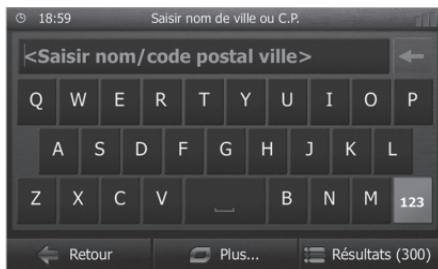 18:59 Saisir nom de ville ou C.P.
<Saisir nom/code postal ville>
Q W E R T Y U I O P
A S D F G H J K L
Z X C V B N M 123
Retour Plus... Résultats (300)